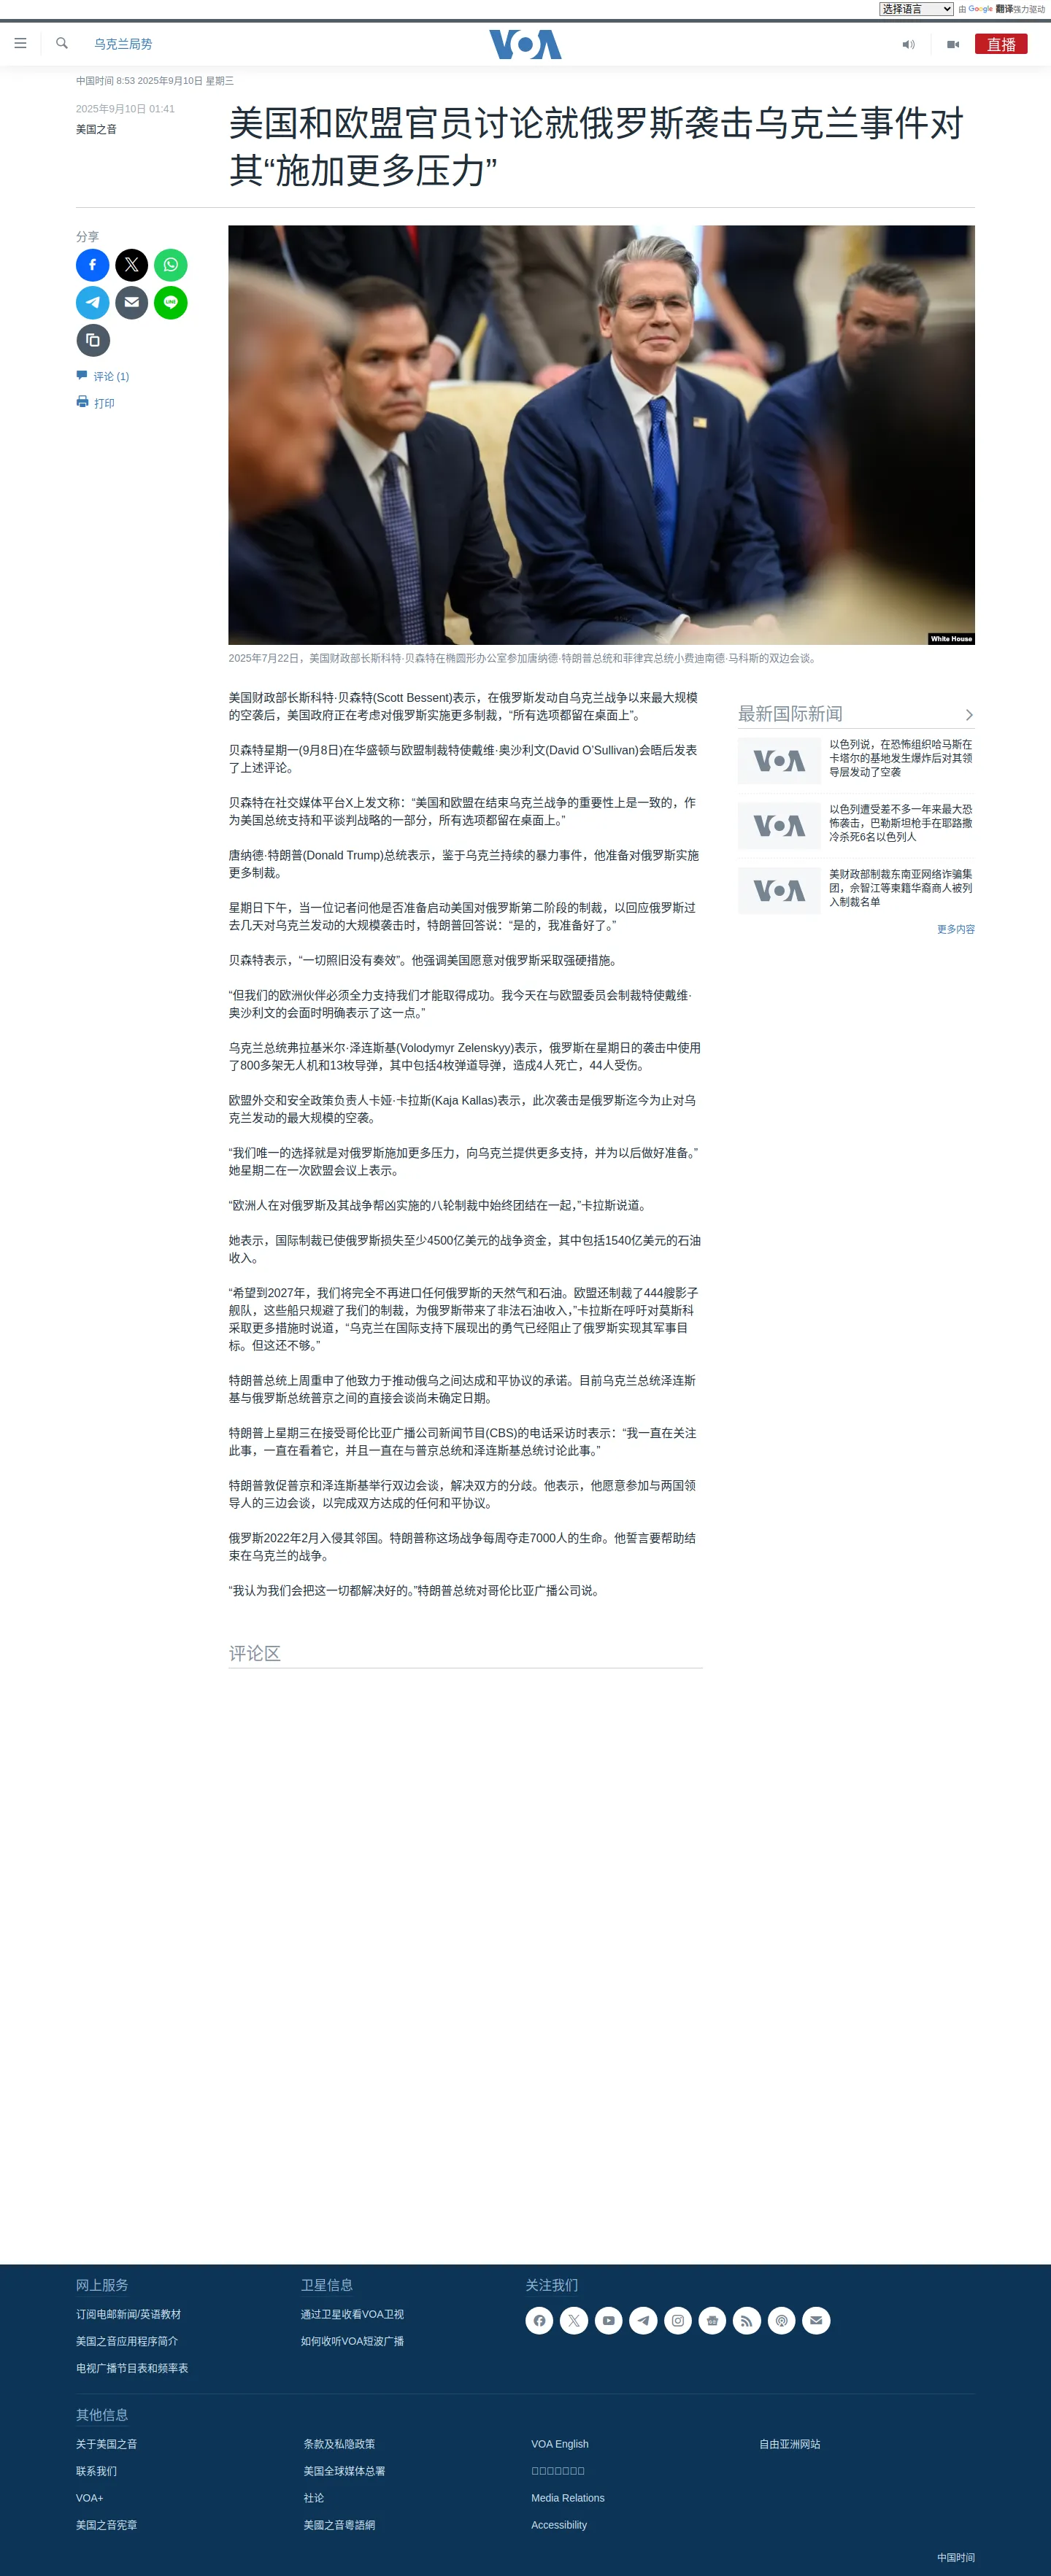 选择语言
由 Google 翻译强力驱动
乌克兰局势
VOA
直播
中国时间 8:53 2025年9月10日 星期三
2025年9月10日 01:41
美国之音
美国和欧盟官员讨论就俄罗斯袭击乌克兰事件对
其“施加更多压力”
分享
评论 (1)
打印
White House
2025年7月22日，美国财政部长斯科特·贝森特在椭圆形办公室参加唐纳德·特朗普总统和菲律宾总统小费迪南德·马科斯的双边会谈。
美国财政部长斯科特·贝森特(Scott Bessent)表示，在俄罗斯发动自乌克兰战争以来最大规模
的空袭后，美国政府正在考虑对俄罗斯实施更多制裁，“所有选项都留在桌面上”。
贝森特星期一(9月8日)在华盛顿与欧盟制裁特使戴维·奥沙利文(David O’Sullivan)会晤后发表
了上述评论。
贝森特在社交媒体平台X上发文称：“美国和欧盟在结束乌克兰战争的重要性上是一致的，作
为美国总统支持和平谈判战略的一部分，所有选项都留在桌面上。”
唐纳德·特朗普(Donald Trump)总统表示，鉴于乌克兰持续的暴力事件，他准备对俄罗斯实施
更多制裁。
星期日下午，当一位记者问他是否准备启动美国对俄罗斯第二阶段的制裁，以回应俄罗斯过
去几天对乌克兰发动的大规模袭击时，特朗普回答说：“是的，我准备好了。”
贝森特表示，“一切照旧没有奏效”。他强调美国愿意对俄罗斯采取强硬措施。
“但我们的欧洲伙伴必须全力支持我们才能取得成功。我今天在与欧盟委员会制裁特使戴维·
奥沙利文的会面时明确表示了这一点。”
乌克兰总统弗拉基米尔·泽连斯基(Volodymyr Zelenskyy)表示，俄罗斯在星期日的袭击中使用
了800多架无人机和13枚导弹，其中包括4枚弹道导弹，造成4人死亡，44人受伤。
欧盟外交和安全政策负责人卡娅·卡拉斯(Kaja Kallas)表示，此次袭击是俄罗斯迄今为止对乌
克兰发动的最大规模的空袭。
“我们唯一的选择就是对俄罗斯施加更多压力，向乌克兰提供更多支持，并为以后做好准备。”
她星期二在一次欧盟会议上表示。
“欧洲人在对俄罗斯及其战争帮凶实施的八轮制裁中始终团结在一起，”卡拉斯说道。
她表示，国际制裁已使俄罗斯损失至少4500亿美元的战争资金，其中包括1540亿美元的石油
收入。
“希望到2027年，我们将完全不再进口任何俄罗斯的天然气和石油。欧盟还制裁了444艘影子
舰队，这些船只规避了我们的制裁，为俄罗斯带来了非法石油收入，”卡拉斯在呼吁对莫斯科
采取更多措施时说道，“乌克兰在国际支持下展现出的勇气已经阻止了俄罗斯实现其军事目
标。但这还不够。”
特朗普总统上周重申了他致力于推动俄乌之间达成和平协议的承诺。目前乌克兰总统泽连斯
基与俄罗斯总统普京之间的直接会谈尚未确定日期。
特朗普上星期三在接受哥伦比亚广播公司新闻节目(CBS)的电话采访时表示：“我一直在关注
此事，一直在看着它，并且一直在与普京总统和泽连斯基总统讨论此事。”
特朗普敦促普京和泽连斯基举行双边会谈，解决双方的分歧。他表示，他愿意参加与两国领
导人的三边会谈，以完成双方达成的任何和平协议。
俄罗斯2022年2月入侵其邻国。特朗普称这场战争每周夺走7000人的生命。他誓言要帮助结
束在乌克兰的战争。
“我认为我们会把这一切都解决好的。”特朗普总统对哥伦比亚广播公司说。
最新国际新闻
VOA
以色列说，在恐怖组织哈马斯在
卡塔尔的基地发生爆炸后对其领
导层发动了空袭
VOA
以色列遭受差不多一年来最大恐
怖袭击，巴勒斯坦枪手在耶路撒
冷杀死6名以色列人
VOA
美财政部制裁东南亚网络诈骗集
团，佘智江等柬籍华裔商人被列
入制裁名单
更多内容
评论区
网上服务
订阅电邮新闻/英语教材
美国之音应用程序简介
电视广播节目表和频率表
卫星信息
通过卫星收看VOA卫视
如何收听VOA短波广播
关注我们
其他信息
关于美国之音
联系我们
VOA+
美国之音宪章
条款及私隐政策
美国全球媒体总署
社论
美國之音粵語網
VOA English
Media Relations
Accessibility
自由亚洲网站
中国时间